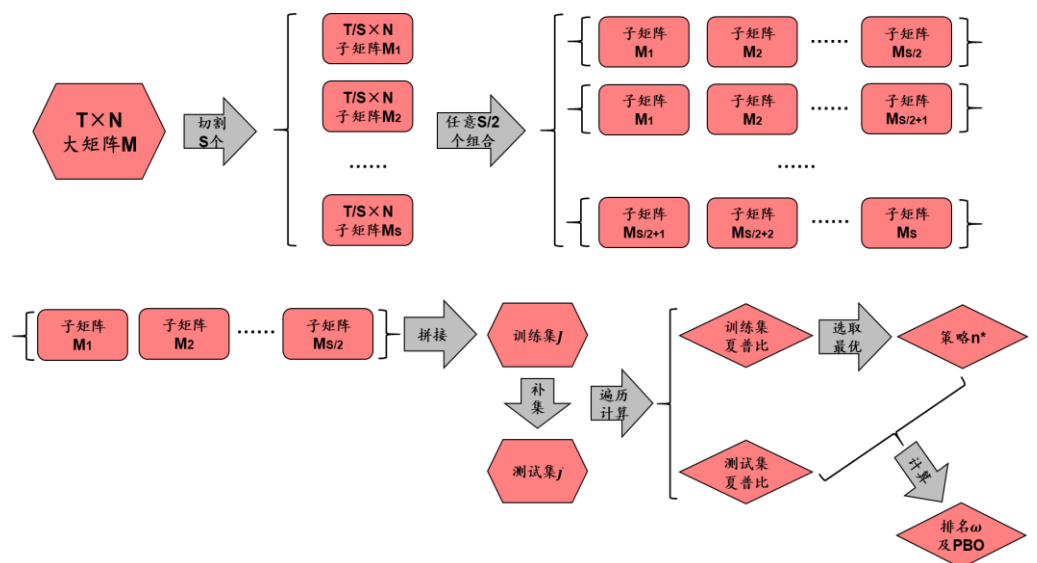 T×N
大矩阵M
切割
S个
T/S×N
子矩阵M1
T/S×N
子矩阵M2
......
T/S×N
子矩阵MS
任意S/2
个组合
子矩阵
M1
子矩阵
M2
......
子矩阵
MS/2
子矩阵
M1
子矩阵
M2
......
子矩阵
MS/2+1
......
子矩阵
MS/2+1
子矩阵
MS/2+2
......
子矩阵
MS
子矩阵
M1
子矩阵
M2
......
子矩阵
MS/2
拼接
训练集J
补
集
测试集j
遍历
计算
训练集
夏普比
选取
最优
策略n*
测试集
夏普比
计算
排名ω
及PBO